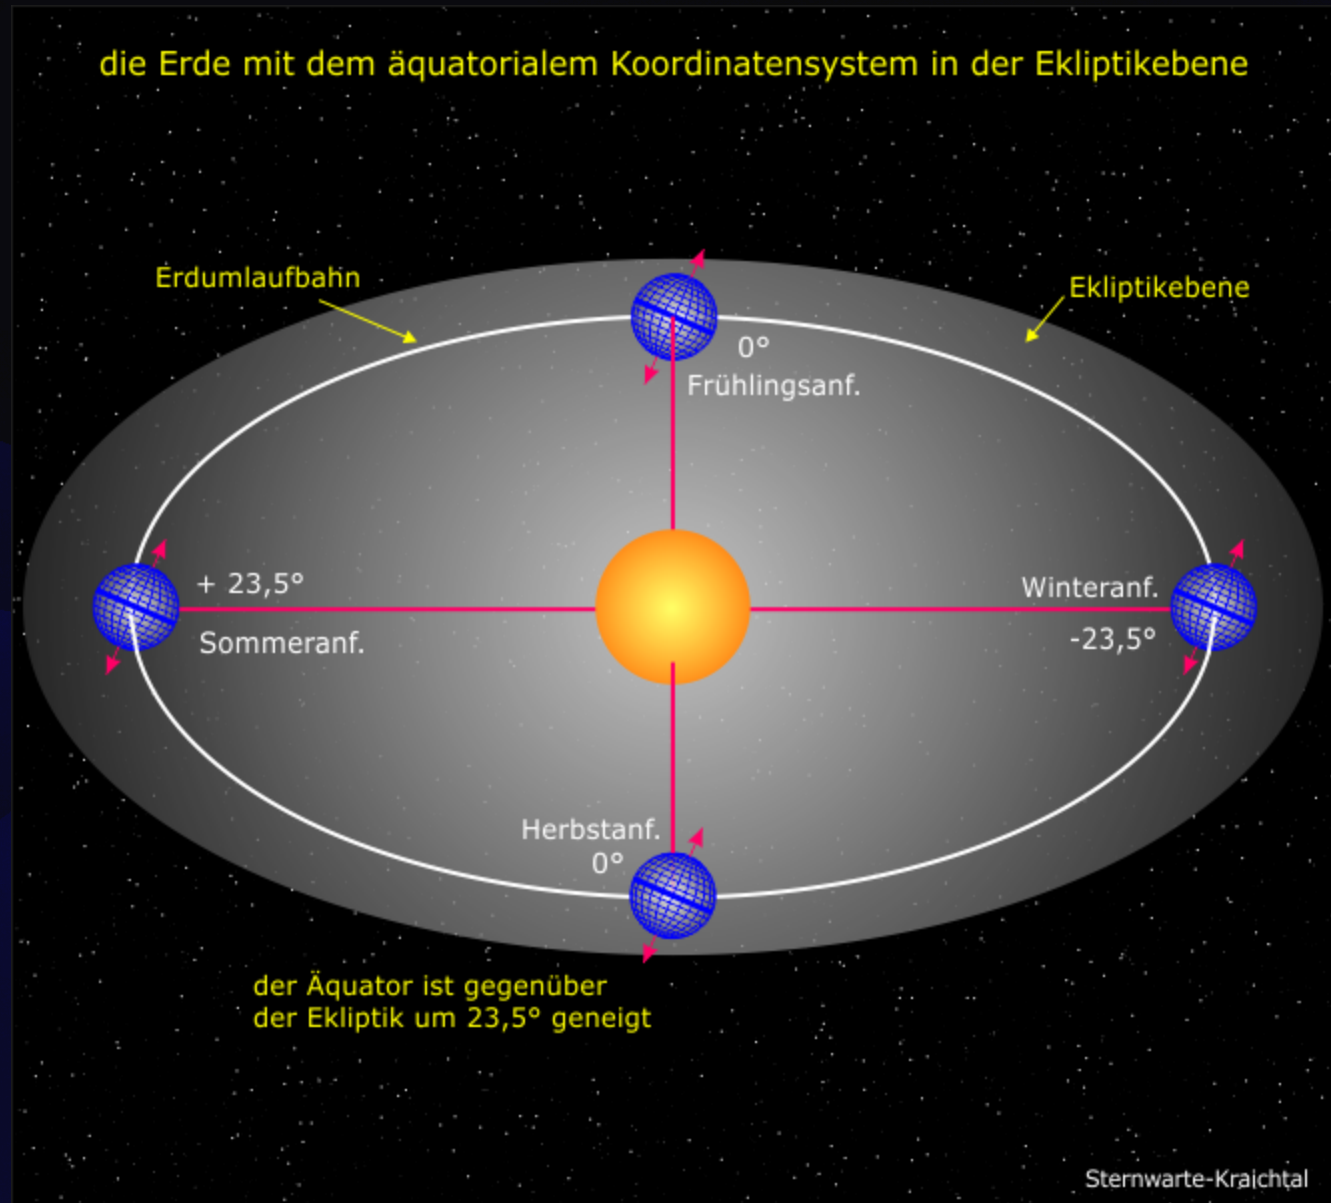 die Erde mit dem äquatorialem Koordinatensystem in der Ekliptikebene
Erdumlaufbahn
Ekliptikebene
0°
Frühlingsanf.
+ 23,5°
Sommeranf.
Winteranf.
-23,5°
Herbstanf.
0°
der Äquator ist gegenüber
der Ekliptik um 23,5° geneigt
Sternwarte-Kraichtal